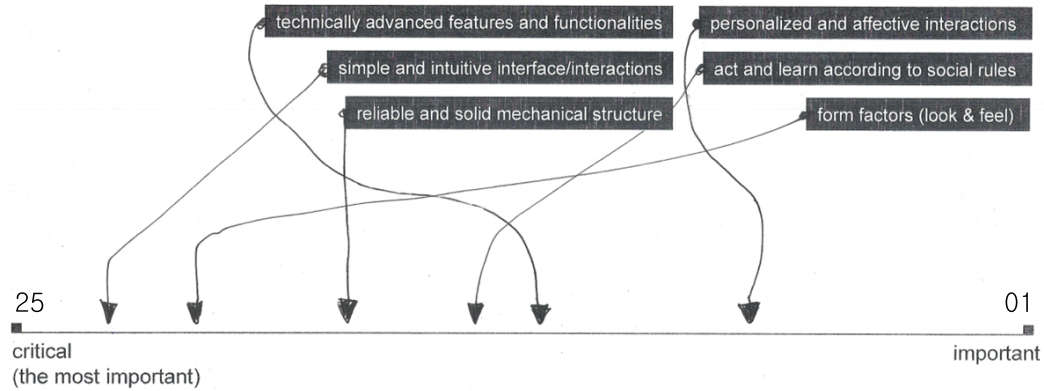 technically advanced features and functionalities
personalized and affective interactions
simple and intuitive interface/interactions
act and learn according to social rules
reliable and solid mechanical structure
form factors (look & feel)
25
01
critical
important
(the most important)